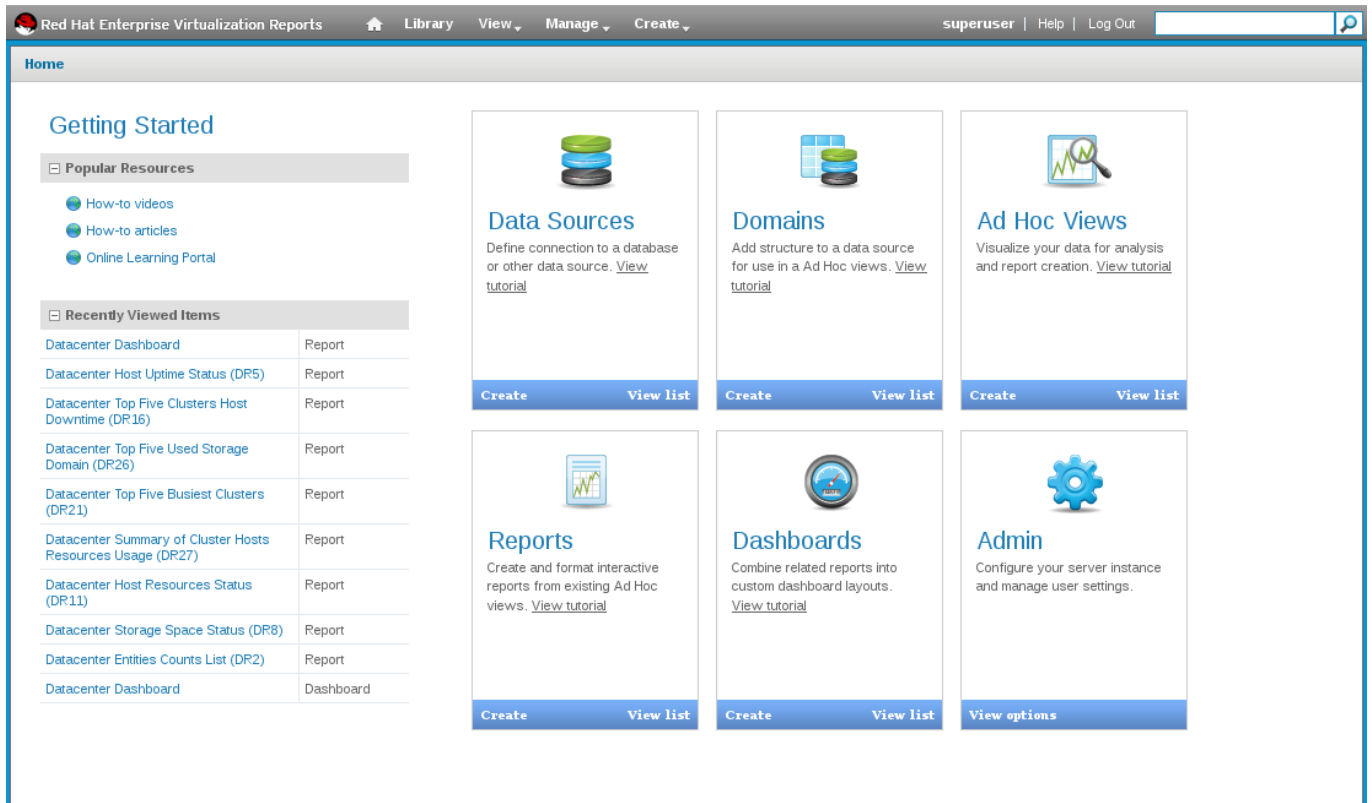 Red Hat Enterprise Virtualization Reports Library View Manage Create superuser | Help | Log Out
Home
Getting Started
Popular Resources
How-to videos
How-to articles
Online Learning Portal
Recently Viewed Items
Datacenter Dashboard Report
Datacenter Host Uptime Status (DR5) Report
Datacenter Top Five Clusters Host Report
Downtime (DR16)
Datacenter Top Five Used Storage Report
Domain (DR26)
Datacenter Top Five Busiest Clusters Report
(DR21)
Datacenter Summary of Cluster Hosts Report
Resources Usage (DR27)
Datacenter Host Resources Status Report
(DR11)
Datacenter Storage Space Status (DR8) Report
Datacenter Entities Counts List (DR2) Report
Datacenter Dashboard Dashboard
Data Sources
Define connection to a database
or other data source. View
tutorial
Create View list
Domains
Add structure to a data source
for use in a Ad Hoc views. View
tutorial
Create View list
Ad Hoc Views
Visualize your data for analysis
and report creation. View tutorial
Create View list
Reports
Create and format interactive
reports from existing Ad Hoc
views. View tutorial
Create View list
Dashboards
Combine related reports into
custom dashboard layouts.
View tutorial
Create View list
Admin
Configure your server instance
and manage user settings.
View options